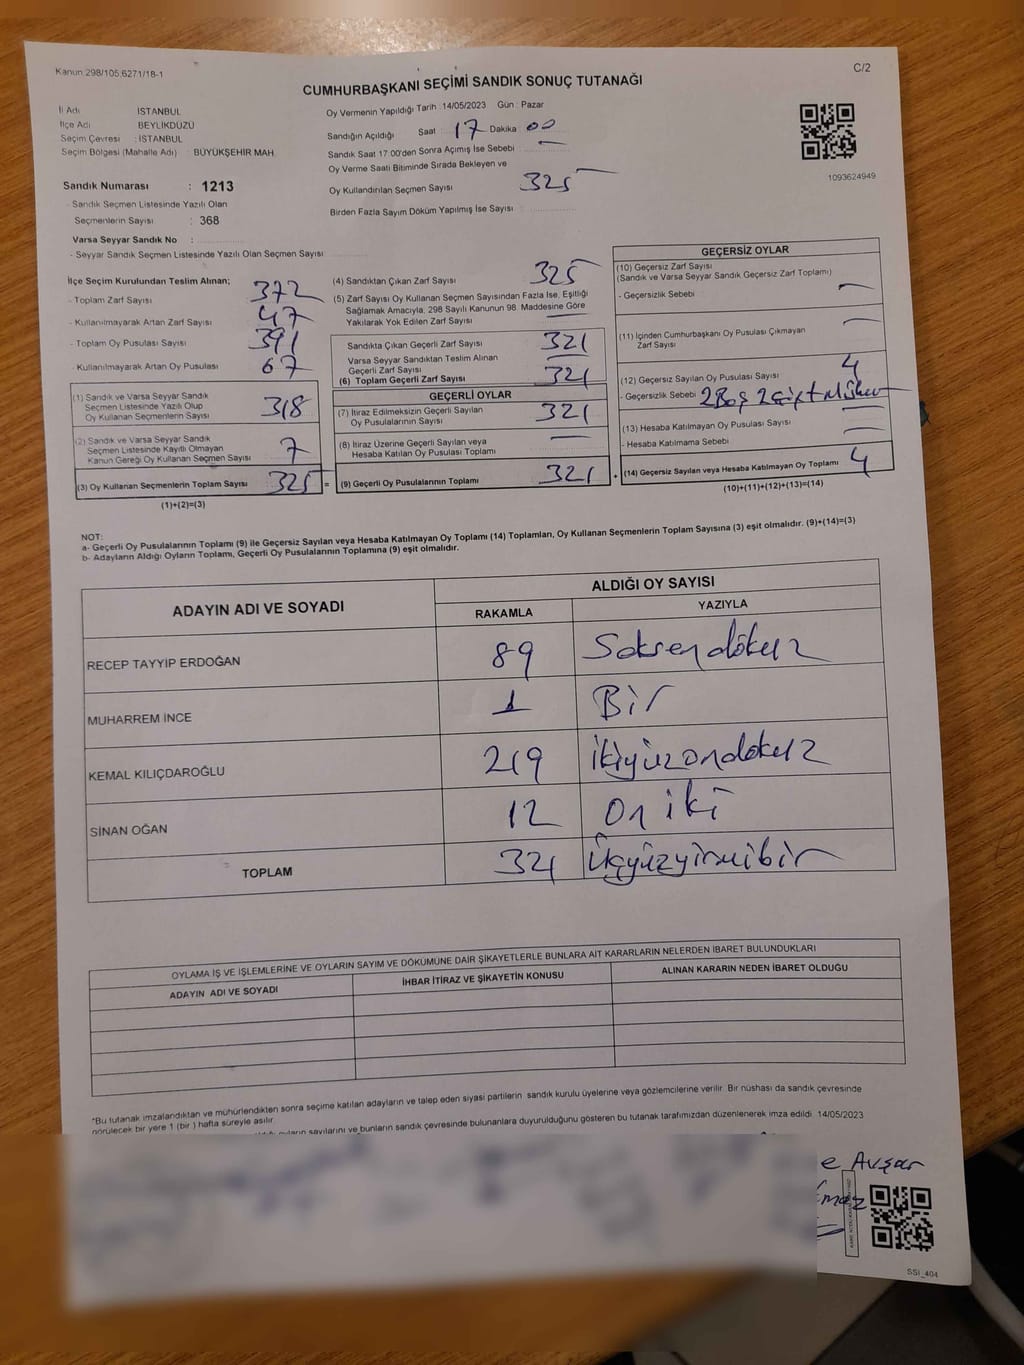 Kanun:298/105;6271/18-1
C/2
CUMHURBAŞKANI SEÇİMİ SANDIK SONUÇ TUTANAĞI
İl Adı İSTANBUL
İlçe Adı BEYLİKDÜZÜ
Seçim Çevresi : İSTANBUL
Seçim Bölgesi (Mahalle Adı) : BÜYÜKŞEHİR MAH.
Sandık Numarası : 1213
- Sandık Seçmen Listesinde Yazılı Olan
Seçmenlerin Sayısı : 368
Varsa Seyyar Sandık No :
- Seyyar Sandık Seçmen Listesinde Yazılı Olan Seçmen Sayısı
Oy Vermenin Yapıldığı Tarih : 14/05/2023 Gün : Pazar
Sandığın Açıldığı Saat 17 Dakika 00
Sandık Saat 17:00'den Sonra Açmış İse Sebebi
Oy Verme Saati Bitiminde Sırada Bekleyen ve
Oy Kullandırılan Seçmen Sayısı 325
Birden Fazla Sayım Döküm Yapılmış İse Sayısı :
1093624949
İlçe Seçim Kurulundan Teslim Alınan;
- Toplam Zarf Sayısı 372
- Kullanılmayarak Artan Zarf Sayısı 47
- Toplam Oy Pusulası Sayısı 391
- Kullanılmayarak Artan Oy Pusulası 67
(1) Sandık ve Varsa Seyyar Sandık
Seçmen Listesinde Yazılı Olup
Oy Kullanan Seçmenlerin Sayısı 318
(2) Sandık ve Varsa Seyyar Sandık
Seçmen Listesinde Kayıtlı Olmayan
Kanun Gereği Oy Kullanan Seçmen Sayısı 7
(3) Oy Kullanan Seçmenlerin Toplam Sayısı 325 =
(1)+(2)=(3)
(4) Sandıktan Çıkan Zarf Sayısı 325
(5) Zarf Sayısı Oy Kullanan Seçmen Sayısından Fazla İse, Eşitliği
Sağlamak Amacıyla; 298 Sayılı Kanunun 98. Maddesine Göre
Yakılarak Yok Edilen Zarf Sayısı
Sandıkta Çıkan Geçerli Zarf Sayısı 321
Varsa Seyyar Sandıktan Teslim Alınan
Geçerli Zarf Sayısı
(6) Toplam Geçerli Zarf Sayısı 321
GEÇERLİ OYLAR
(7) İtiraz Edilmeksizin Geçerli Sayılan
Oy Pusulalarının Toplamı 321
(8) İtiraz Üzerine Geçerli Sayılan veya
Hesaba Katılan Oy Pusulası Toplamı
(9) Geçerli Oy Pusulalarının Toplamı 321 +
GEÇERSİZ OYLAR
(10) Geçersiz Zarf Sayısı
(Sandık ve Varsa Seyyar Sandık Geçersiz Zarf Toplamı)
- Geçersizlik Sebebi
(11) İçinden Cumhurbaşkanı Oy Pusulası Çıkmayan
Zarf Sayısı
(12) Geçersiz Sayılan Oy Pusulası Sayısı 4
- Geçersizlik Sebebi 2 Boş 2 Çift Mühür
(13) Hesaba Katılmayan Oy Pusulası Sayısı
- Hesaba Katılmama Sebebi
(14) Geçersiz Sayılan veya Hesaba Katılmayan Oy Toplamı 4
(10)+(11)+(12)+(13)=(14)
NOT:
a- Geçerli Oy Pusulalarının Toplamı (9) ile Geçersiz Sayılan veya Hesaba Katılmayan Oy Toplamı (14) Toplamları, Oy Kullanan Seçmenlerin Toplam Sayısına (3) eşit olmalıdır. (9)+(14)=(3)
b- Adayların Aldığı Oyların Toplamı, Geçerli Oy Pusulalarının Toplamına (9) eşit olmalıdır.
ADAYIN ADI VE SOYADI ALDIĞI OY SAYISI
RAKAMLA YAZIYLA
RECEP TAYYİP ERDOĞAN 89 Seksendokuz
MUHARREM İNCE 1 Bir
KEMAL KILIÇDAROĞLU 219 İkiyüzondokuz
SİNAN OĞAN 12 On iki
TOPLAM 321 Üçyüzyirmibir
OYLAMA İŞ VE İŞLEMLERİNE VE OYLARIN SAYIM VE DÖKÜMÜNE DAİR ŞİKAYETLERLE BUNLARA AİT KARARLARIN NELERDEN İBARET BULUNDUKLARI
ADAYIN ADI VE SOYADI İHBAR İTİRAZ VE ŞİKAYETİN KONUSU ALINAN KARARIN NEDEN İBARET OLDUĞU
*Bu tutanak imzalandıktan ve mühürlendikten sonra seçime katılan adayların ve talep eden siyasi partilerin sandık kurulu üyelerine veya gözlemcilerine verilir. Bir nüshası da sandık çevresinde
görülecek bir yere 1 (bir) hafta süreyle asılır.
oyların sayılarını ve bunların sandık çevresinde bulunanlara duyurulduğunu gösteren bu tutanak tarafımızdan düzenlenerek imza edildi. 14/05/2023
e Avşar
maz
SSİ_404